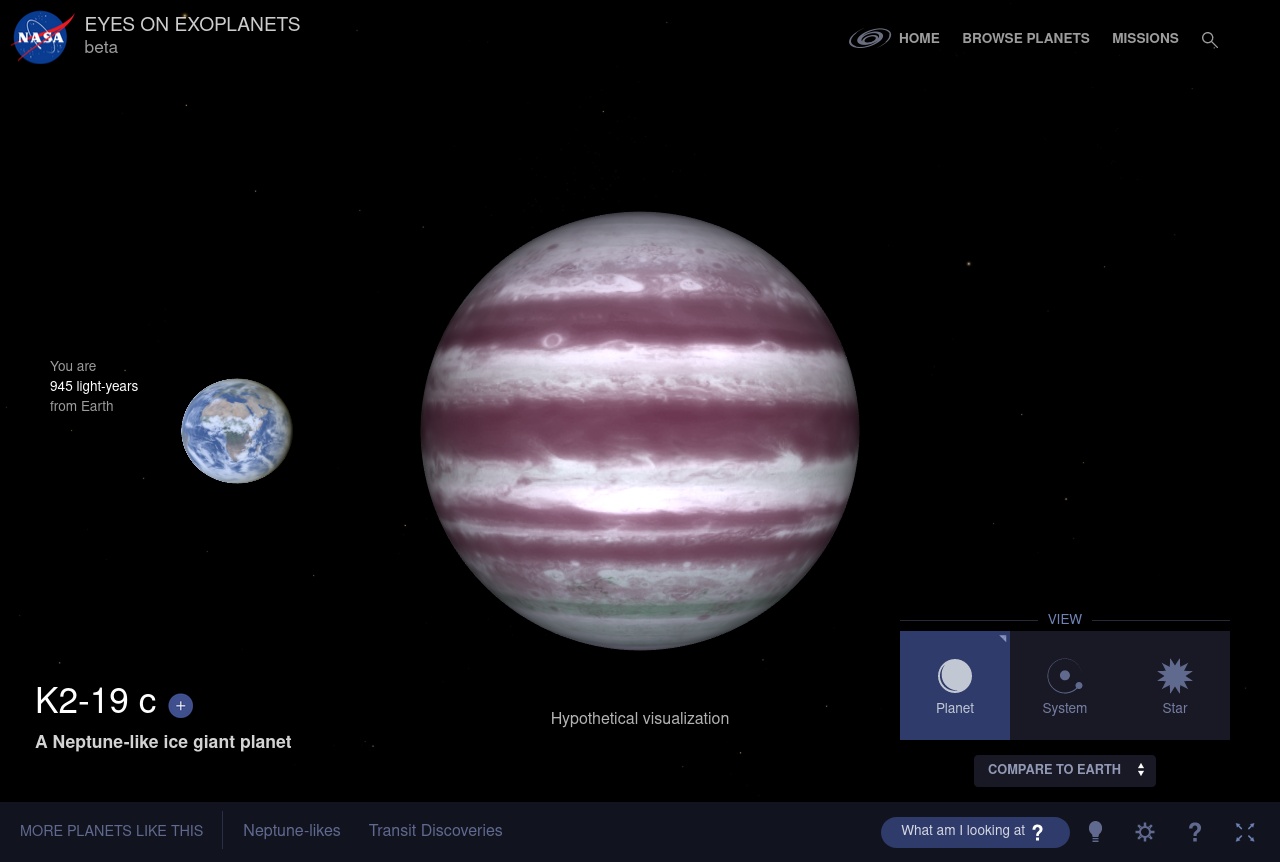 NASA
EYES ON EXOPLANETS
beta
HOME
BROWSE PLANETS
MISSIONS
You are
945 light-years
from Earth
K2-19 c
+
A Neptune-like ice giant planet
Hypothetical visualization
VIEW
Planet
System
Star
COMPARE TO EARTH
MORE PLANETS LIKE THIS
Neptune-likes
Transit Discoveries
What am I looking at ?
?